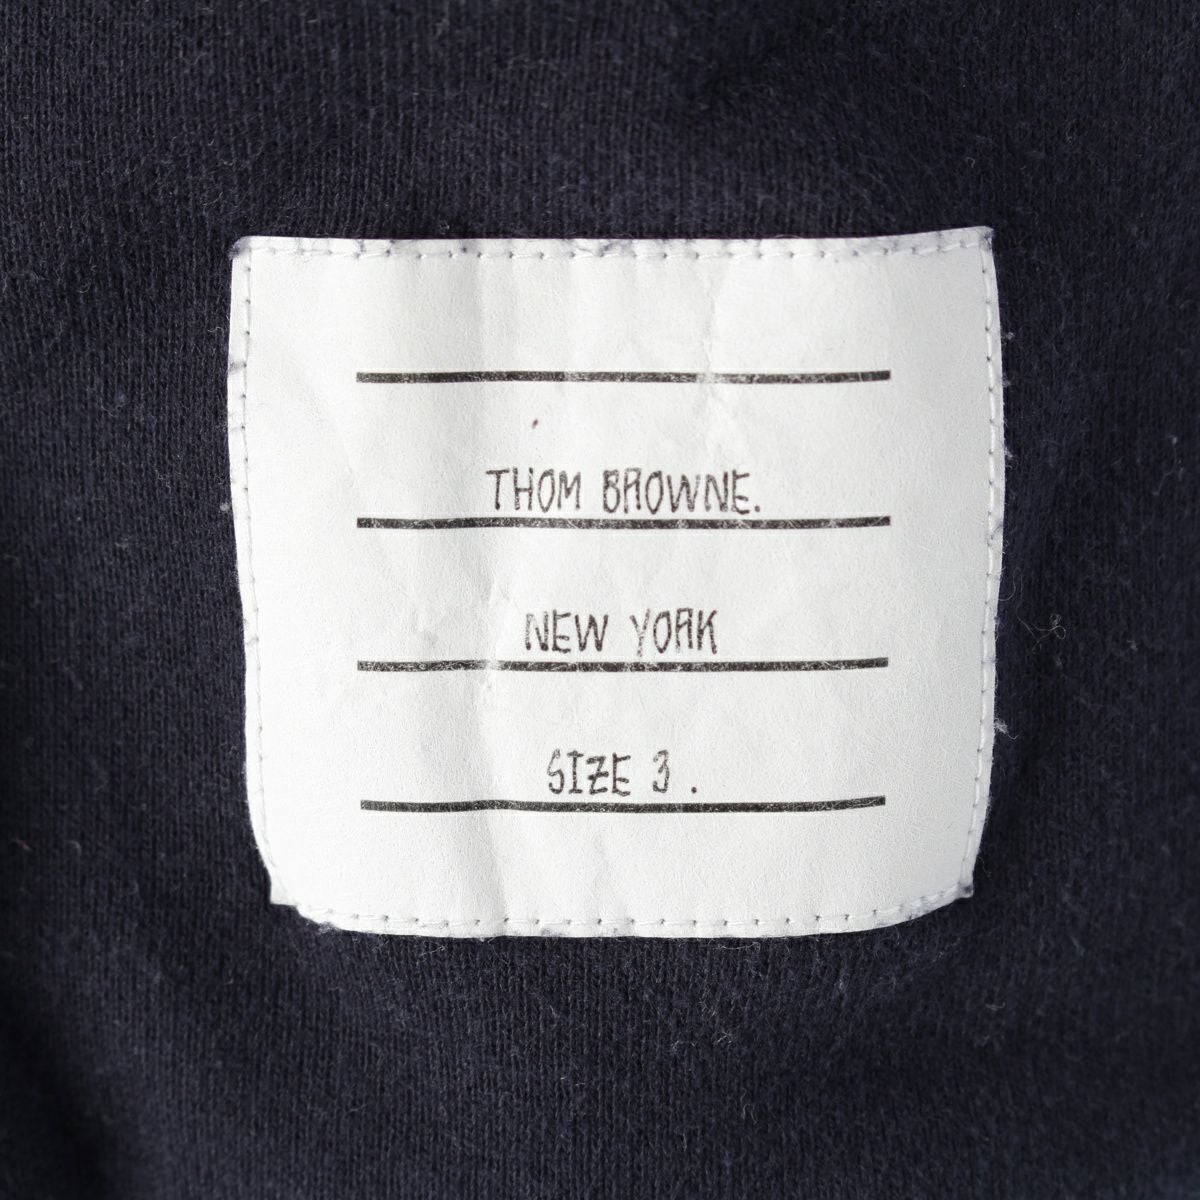 THOM BROWNE.
NEW YORK
SIZE 3 .